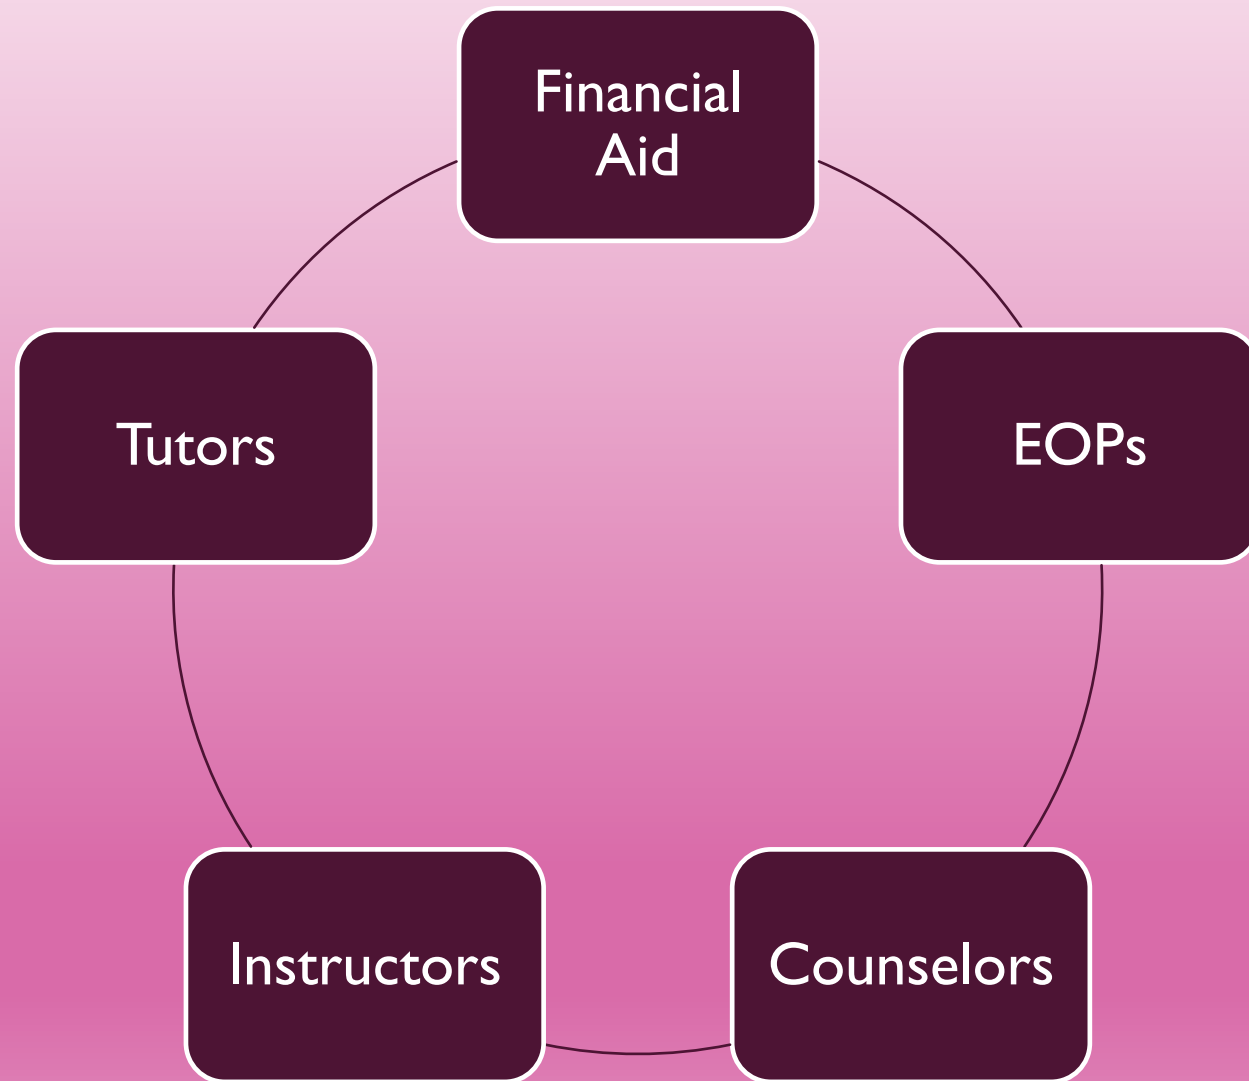 Financial
Aid
Tutors
EOPs
Instructors
Counselors